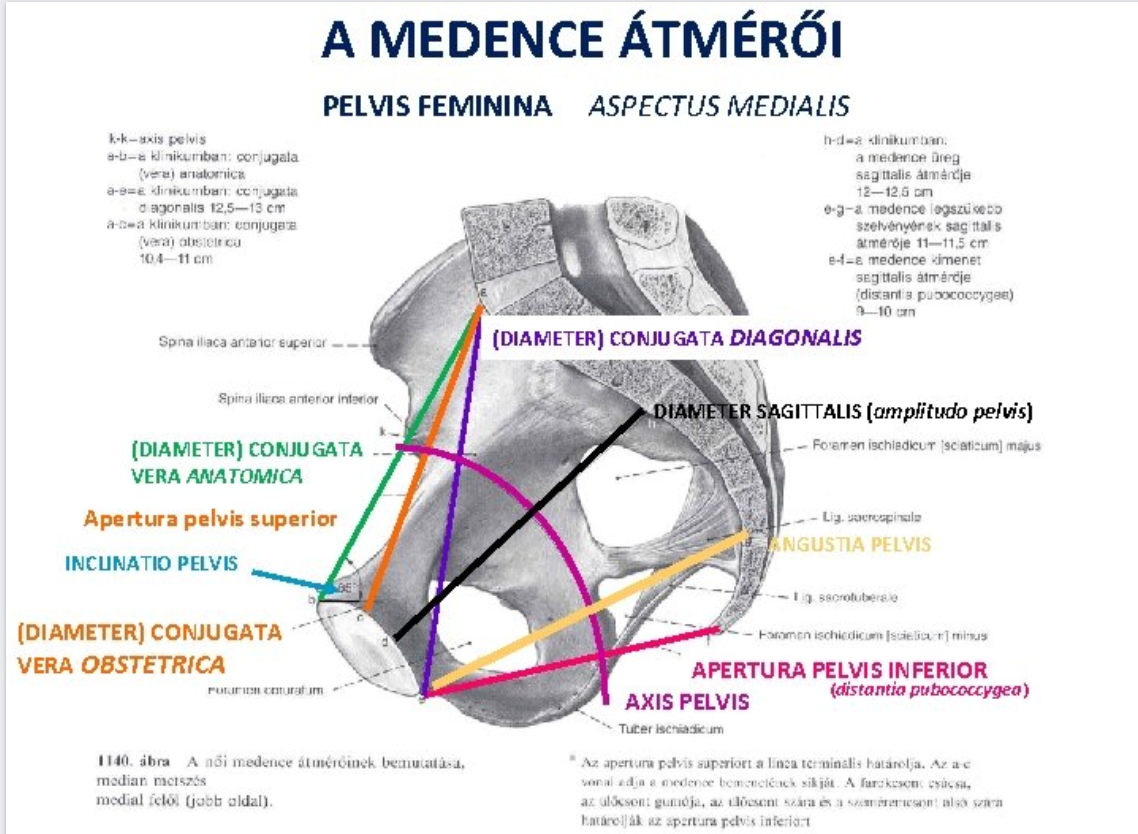 A MEDENCE ÁTMÉRŐI
PELVIS FEMININA ASPECTUS MEDIALIS
k-k=axis pelvis
a-b=a klinikumban: conjugata
(vera) anatomica
a-e=a klinikumban: conjugata
diagonalis 12,5—13 cm
a-c=a klinikumban: conjugata
(vera) obstetrica
10,4—11 cm
h-d=a klinikumban:
a medence üreg
sagittalis átmérője
12—12,5 cm
e-g=a medence legszűkebb
szelvényének sagittalis
átmérője 11—11,5 cm
e-f=a medence kimenet
sagittalis átmérője
(distantia pubococcygea)
9—10 cm
a
Spina iliaca anterior superior
(DIAMETER) CONJUGATA DIAGONALIS
Spina iliaca anterior inferior
DIAMETER SAGITTALIS (amplitudo pelvis)
h
k
Foramen ischiadicum [sciaticum] majus
(DIAMETER) CONJUGATA
VERA ANATOMICA
Apertura pelvis superior
Lig. sacrospinale
ANGUSTIA PELVIS
INCLINATIO PELVIS
b
c
Lig. sacrotuberale
(DIAMETER) CONJUGATA
VERA OBSTETRICA
d
Foramen ischiadicum [sciaticum] minus
APERTURA PELVIS INFERIOR
(distantia pubococcygea)
Foramen obturatum
e
AXIS PELVIS
Tuber ischiadicum
1140. ábra A női medence átmérőinek bemutatása,
median metszés
medial felől (jobb oldal).
* Az apertura pelvis superiort a linea terminalis határolja. Az a-c
vonal adja a medence bemenetének síkját. A farokcsont csúcsa,
az ülőcsont gumója, az ülőcsont szára és a szeméremcsont alsó szára
határolják az apertura pelvis inferiort